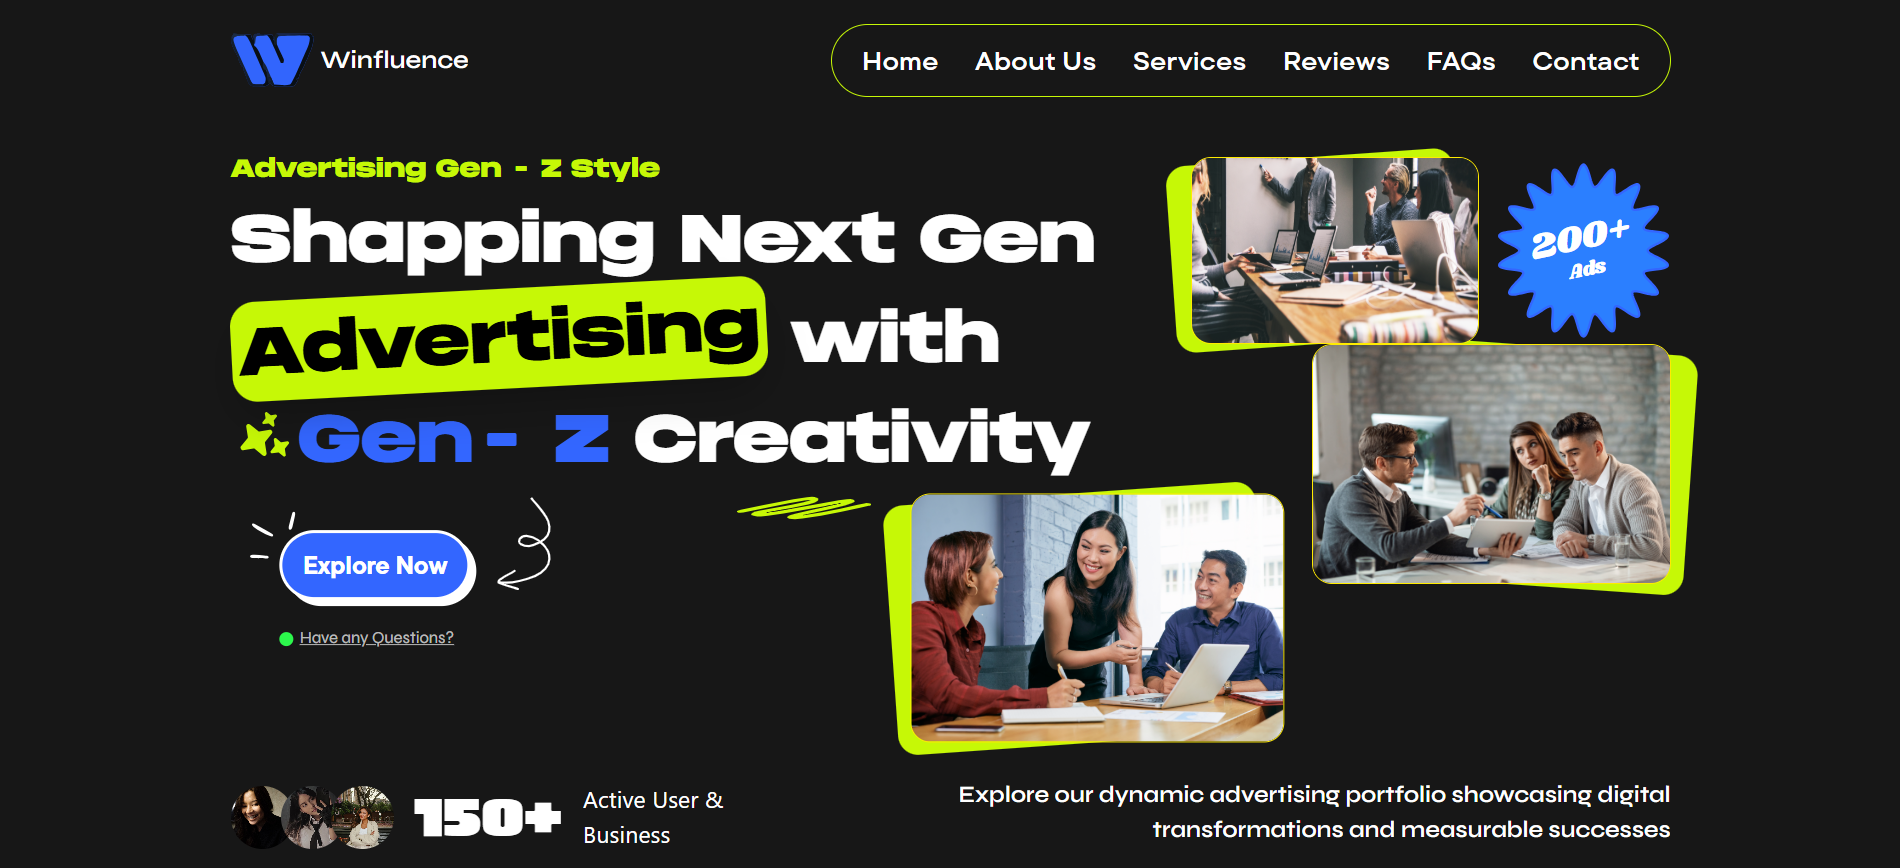 Winfluence
Home About Us Services Reviews FAQs Contact
Advertising Gen - Z Style
Shapping Next Gen
Advertising with
Gen- Z Creativity
200+
Ads
Explore Now
Have any Questions?
150+
Active User &
Business
Explore our dynamic advertising portfolio showcasing digital
transformations and measurable successes